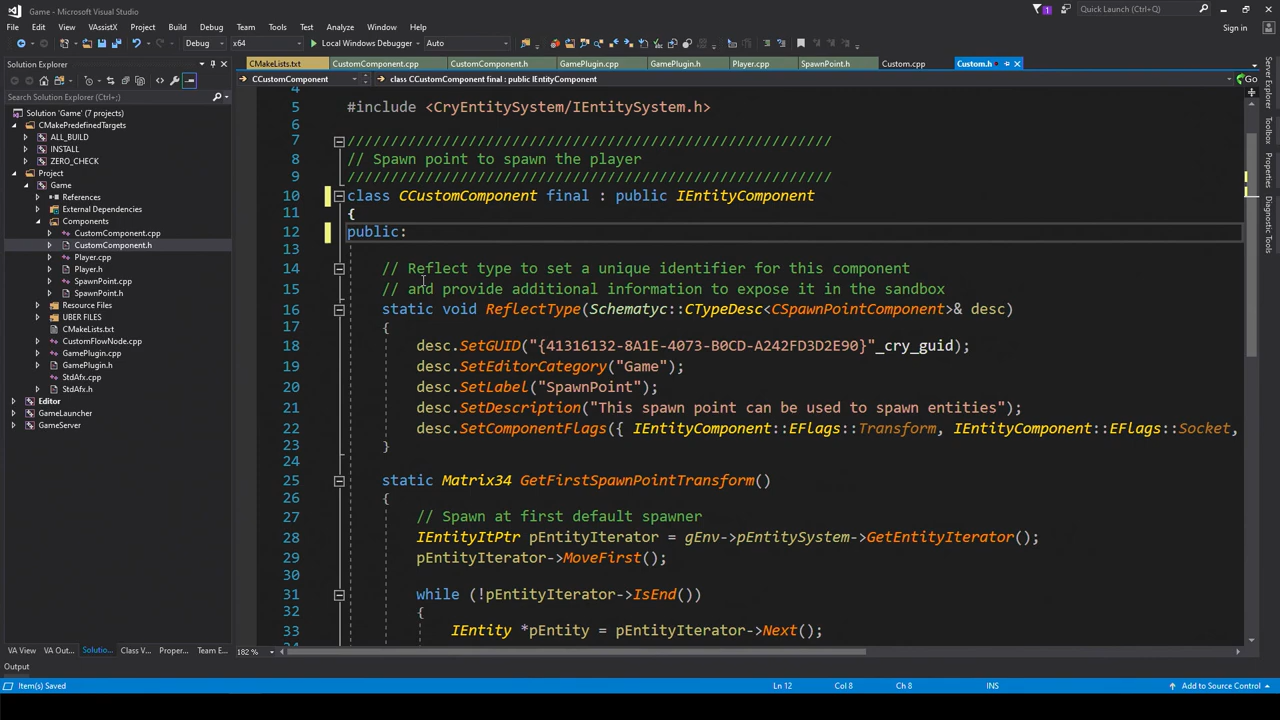 Game - Microsoft Visual Studio
1
Quick Launch (Ctrl+Q)
File Edit View VAssistX Project Build Debug Team Tools Test Analyze Window Help
Sign in
Debug x64 Local Windows Debugger Auto
Solution Explorer
CMakeLists.txt CustomComponent.cpp CustomComponent.h GamePlugin.cpp GamePlugin.h Player.cpp SpawnPoint.h Custom.cpp Custom.h
CCustomComponent class CCustomComponent final : public IEntityComponent Go
Search Solution Explorer (Ctrl+;)
Solution 'Game' (7 projects)
CMakePredefinedTargets
ALL_BUILD
INSTALL
ZERO_CHECK
Project
Game
References
External Dependencies
Components
CustomComponent.cpp
CustomComponent.h
Player.cpp
Player.h
SpawnPoint.cpp
SpawnPoint.h
Resource Files
UBER FILES
CMakeLists.txt
CustomFlowNode.cpp
GamePlugin.cpp
GamePlugin.h
StdAfx.cpp
StdAfx.h
Editor
GameLauncher
GameServer
4
5 #include <CryEntitySystem/IEntitySystem.h>
6
7 ////////////////////////////////////////////////////////
8 // Spawn point to spawn the player
9 ////////////////////////////////////////////////////////
10 class CCustomComponent final : public IEntityComponent
11 {
12 public:
13
14 // Reflect type to set a unique identifier for this component
15 // and provide additional information to expose it in the sandbox
16 static void ReflectType(Schematyc::CTypeDesc<CSpawnPointComponent>& desc)
17 {
18 desc.SetGUID("{41316132-8A1E-4073-B0CD-A242FD3D2E90}"_cry_guid);
19 desc.SetEditorCategory("Game");
20 desc.SetLabel("SpawnPoint");
21 desc.SetDescription("This spawn point can be used to spawn entities");
22 desc.SetComponentFlags({ IEntityComponent::EFlags::Transform, IEntityComponent::EFlags::Socket,
23 }
24
25 static Matrix34 GetFirstSpawnPointTransform()
26 {
27 // Spawn at first default spawner
28 IEntityItPtr pEntityIterator = gEnv->pEntitySystem->GetEntityIterator();
29 pEntityIterator->MoveFirst();
30
31 while (!pEntityIterator->IsEnd())
32 {
33 IEntity *pEntity = pEntityIterator->Next();
Server Explorer
Toolbox
Properties
Diagnostic Tools
VA View VA Out... Solutio... Class V... Proper... Team E...
182 %
Output
Item(s) Saved Ln 12 Col 8 Ch 8 INS Add to Source Control